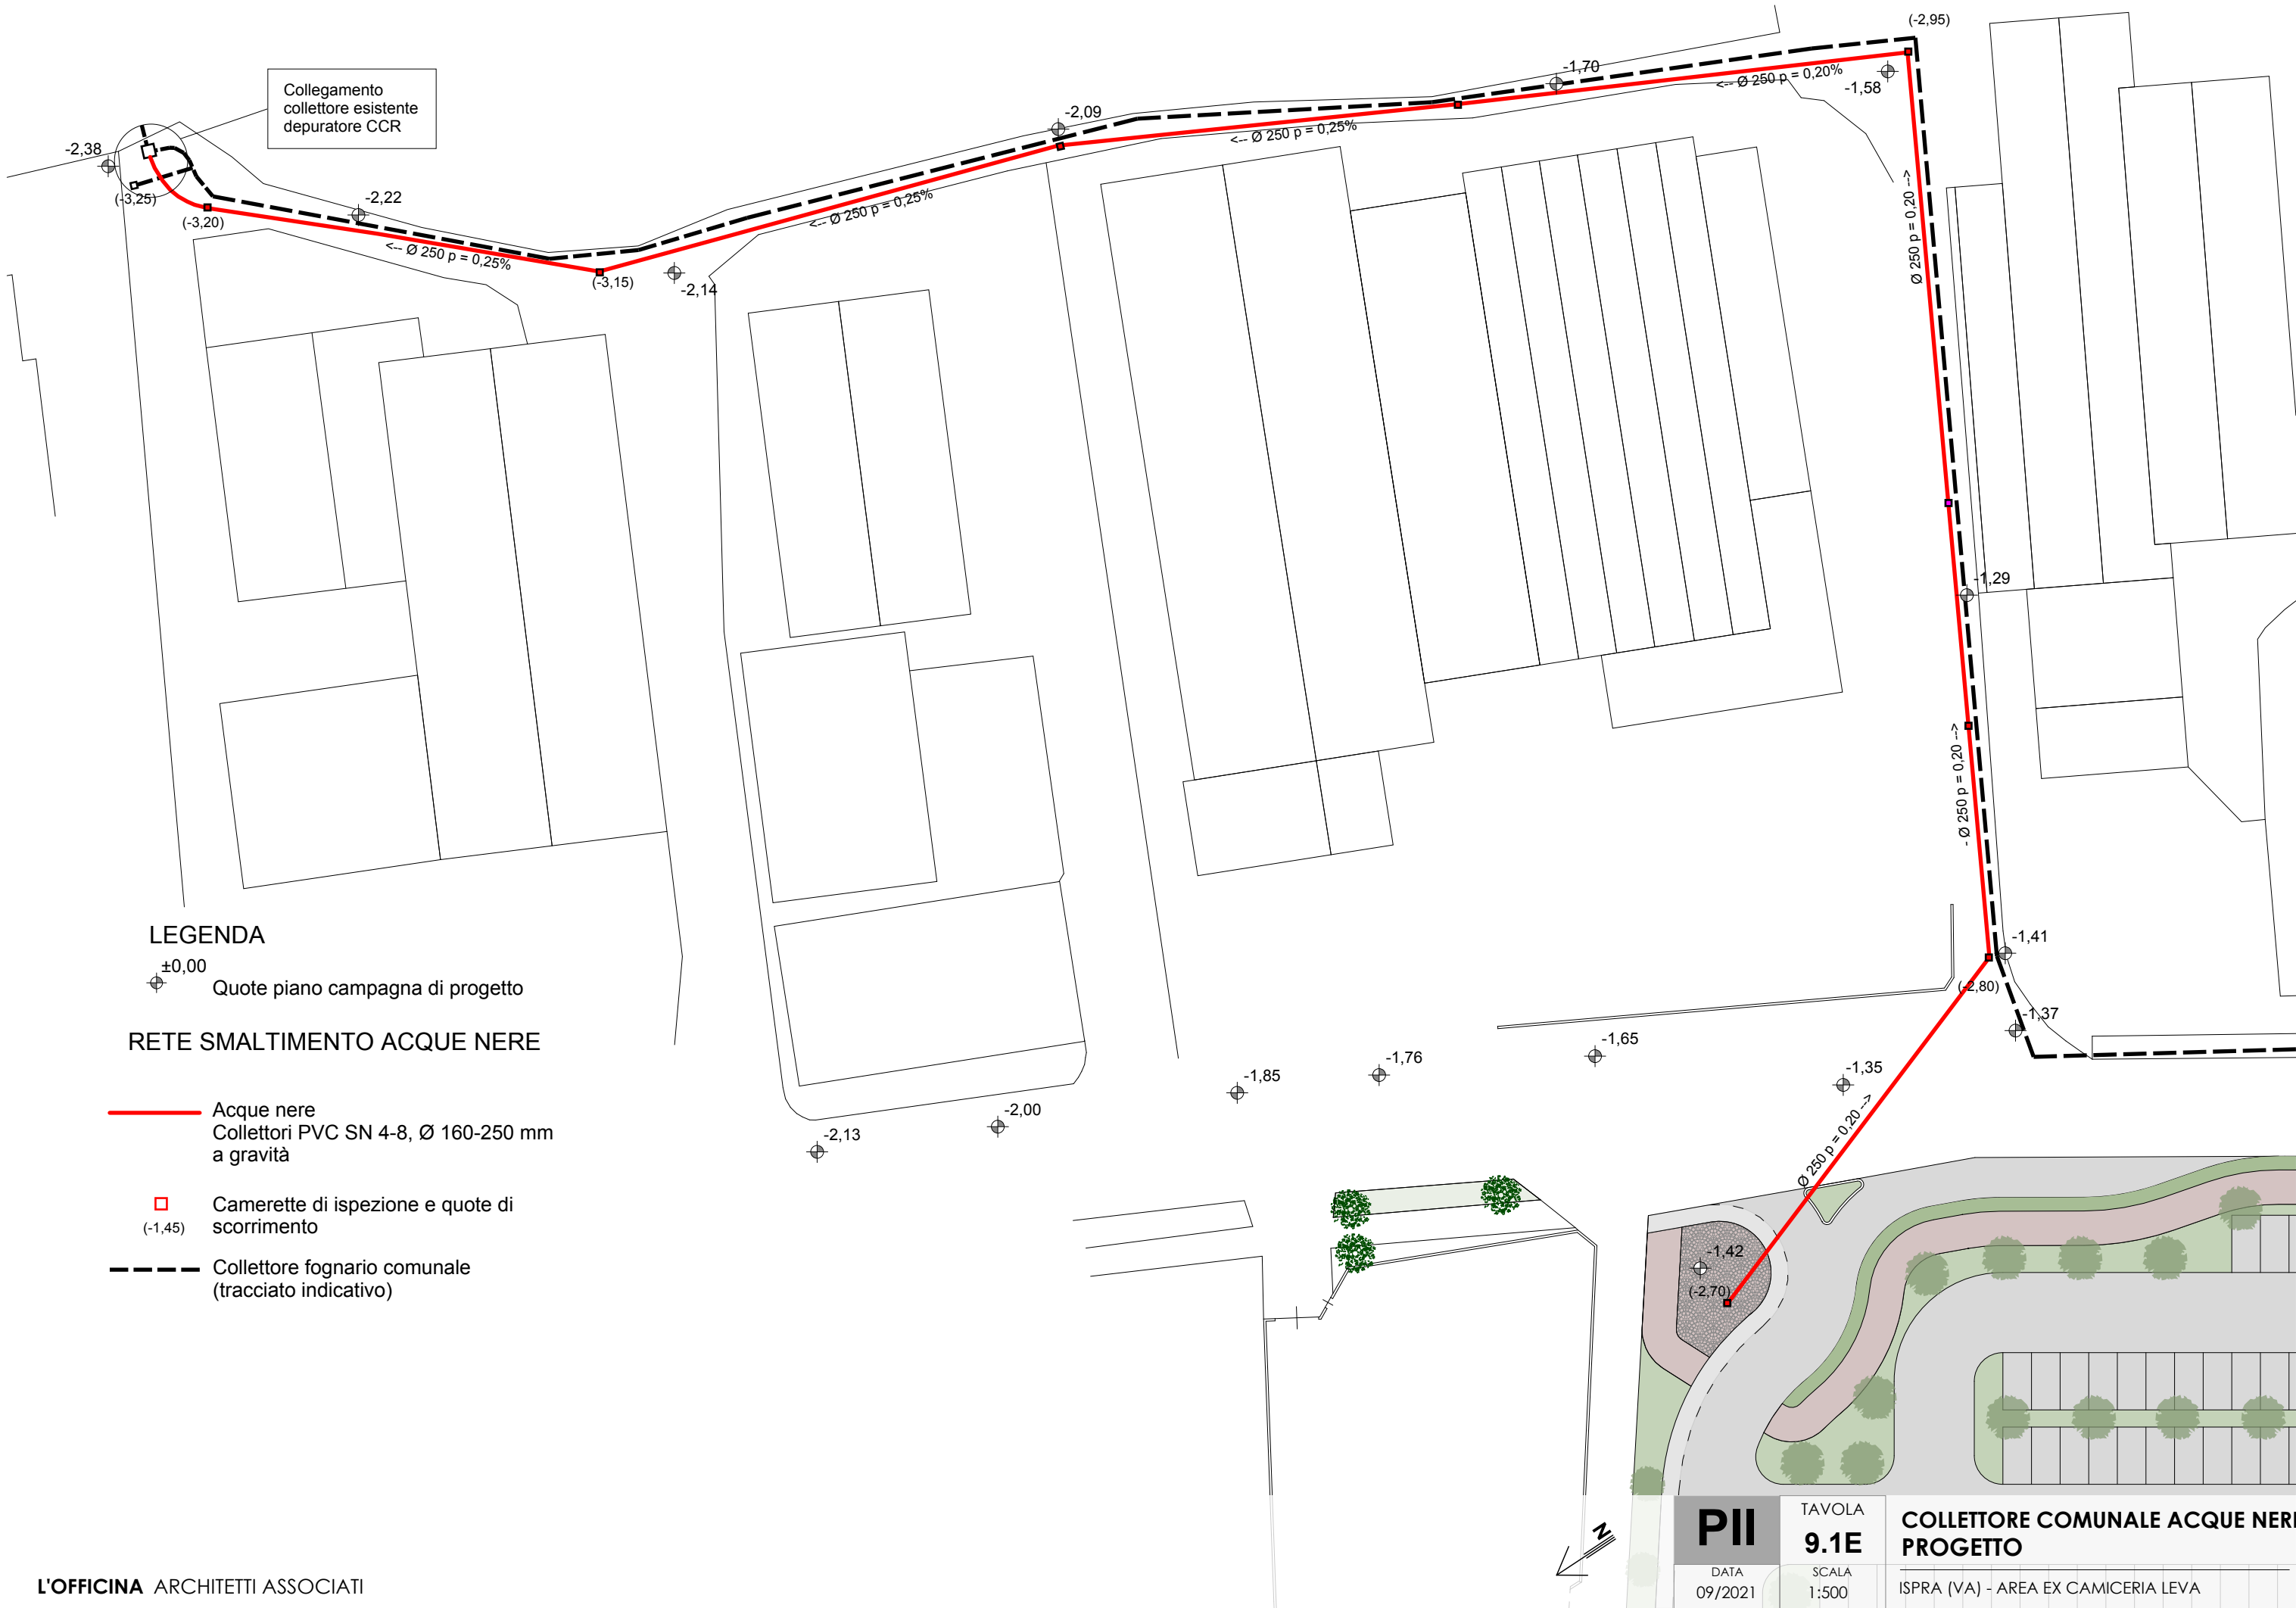 (-2,95)
-1,70
<-- Ø 250 p = 0,20%
-1,58
Collegamento
collettore esistente
depuratore CCR
-2,09
<-- Ø 250 p = 0,25%
-2,38
(-3,25)
(-3,20)
-2,22
<-- Ø 250 p = 0,25%
<-- Ø 250 p = 0,25%
(-3,15)
-2,14
Ø 250 p = 0,20 -->
-1,29
- Ø 250 p = 0,20 -->
-1,41
(-2,80)
-1,37
-1,65
-1,76
-1,85
-1,35
-2,00
-2,13
Ø 250 p = 0,20 -->
-1,42
(-2,70)
LEGENDA
±0,00
Quote piano campagna di progetto
RETE SMALTIMENTO ACQUE NERE
Acque nere
Collettori PVC SN 4-8, Ø 160-250 mm
a gravità
Camerette di ispezione e quote di
(-1,45) scorrimento
Collettore fognario comunale
(tracciato indicativo)
N
PII
TAVOLA
9.1E
COLLETTORE COMUNALE ACQUE NERE
PROGETTO
DATA
09/2021
SCALA
1:500
ISPRA (VA) - AREA EX CAMICERIA LEVA
L'OFFICINA ARCHITETTI ASSOCIATI